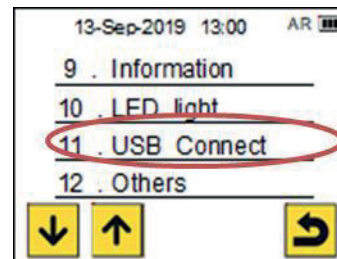 13-Sep-2019 13:00 AR
9 . Information
10 . LED light
11 . USB Connect
12 . Others